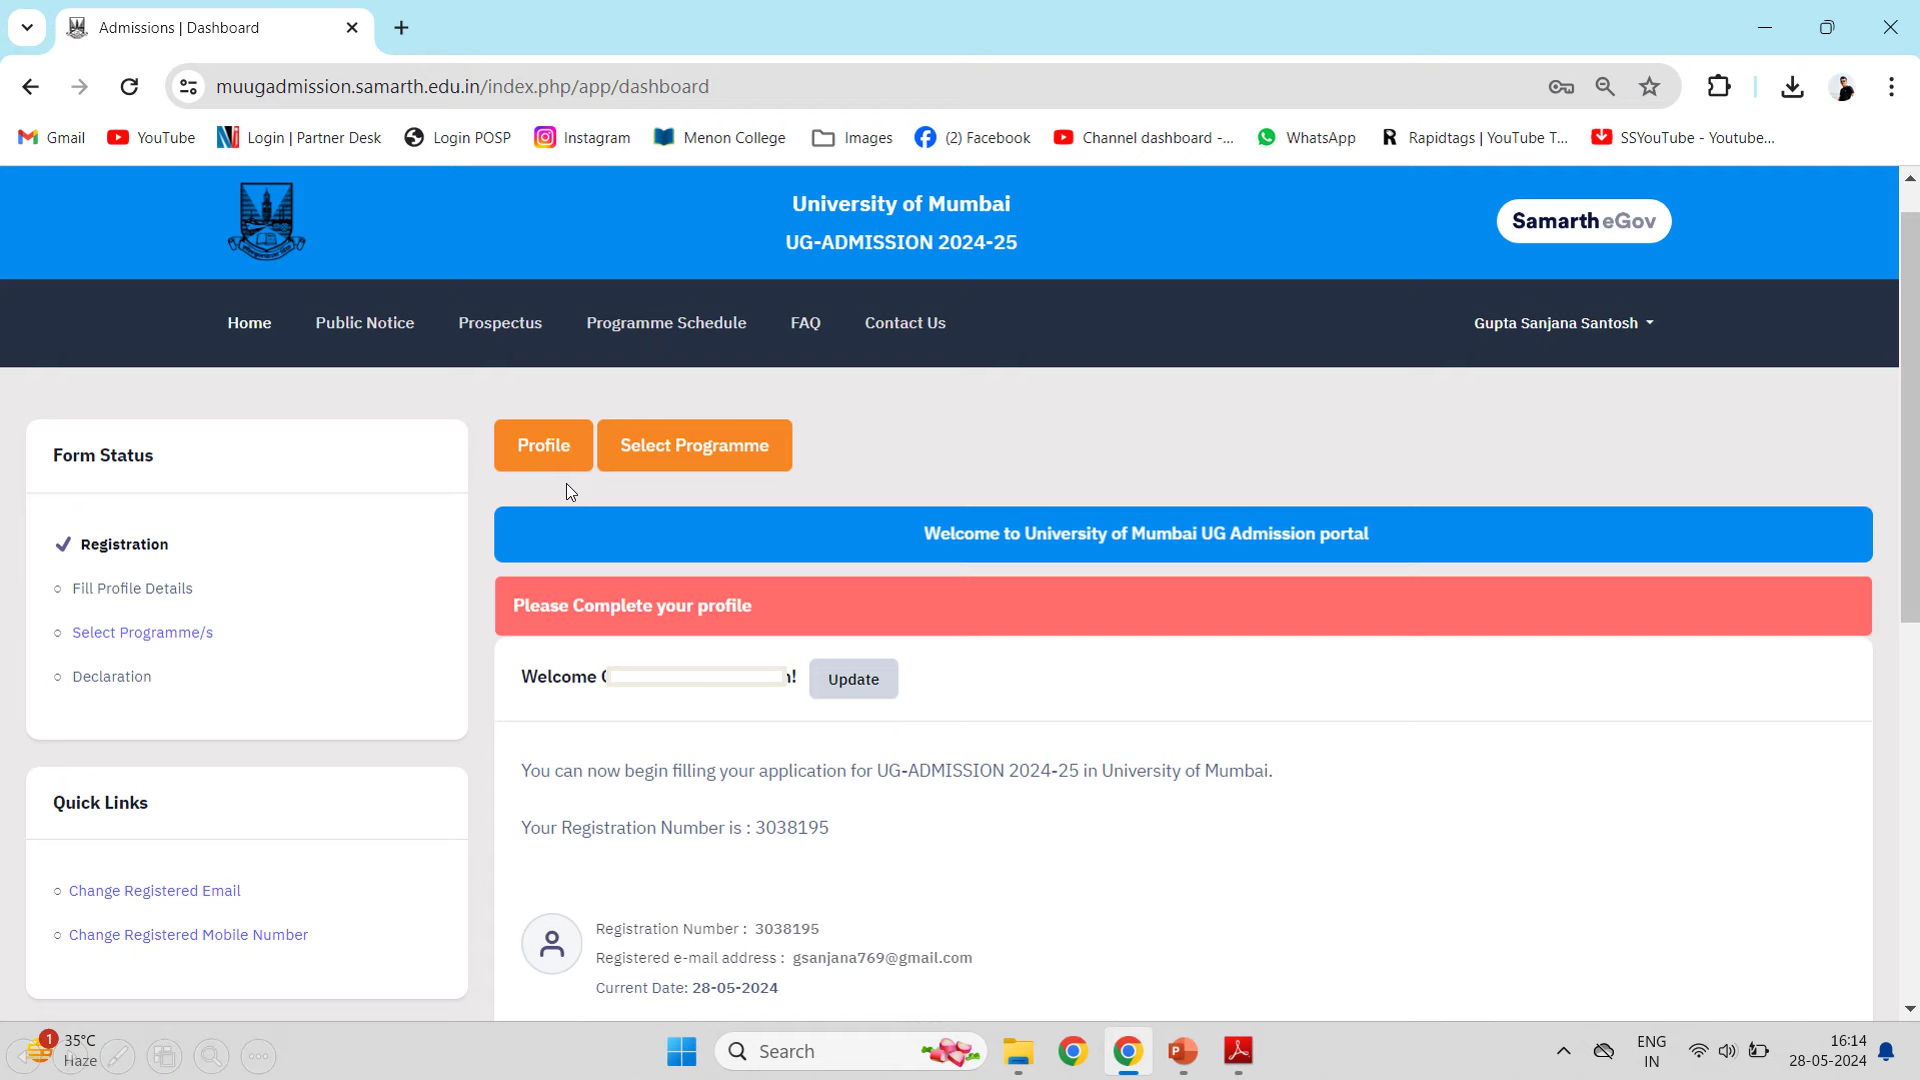 Admissions | Dashboard
muugadmission.samarth.edu.in/index.php/app/dashboard
Gmail YouTube Login | Partner Desk Login POSP Instagram Menon College Images (2) Facebook Channel dashboard -... WhatsApp R Rapidtags | YouTube T... SSYouTube - Youtube...
University of Mumbai
UG-ADMISSION 2024-25
Samarth eGov
Home Public Notice Prospectus Programme Schedule FAQ Contact Us Gupta Sanjana Santosh
Form Status
Registration
Fill Profile Details
Select Programme/s
Declaration
Quick Links
Change Registered Email
Change Registered Mobile Number
Profile Select Programme
Welcome to University of Mumbai UG Admission portal
Please Complete your profile
Welcome ! Update
You can now begin filling your application for UG-ADMISSION 2024-25 in University of Mumbai.
Your Registration Number is : 3038195
Registration Number : 3038195
Registered e-mail address : gsanjana769@gmail.com
Current Date: 28-05-2024
1 35°C
Haze
Search
ENG
IN
16:14
28-05-2024